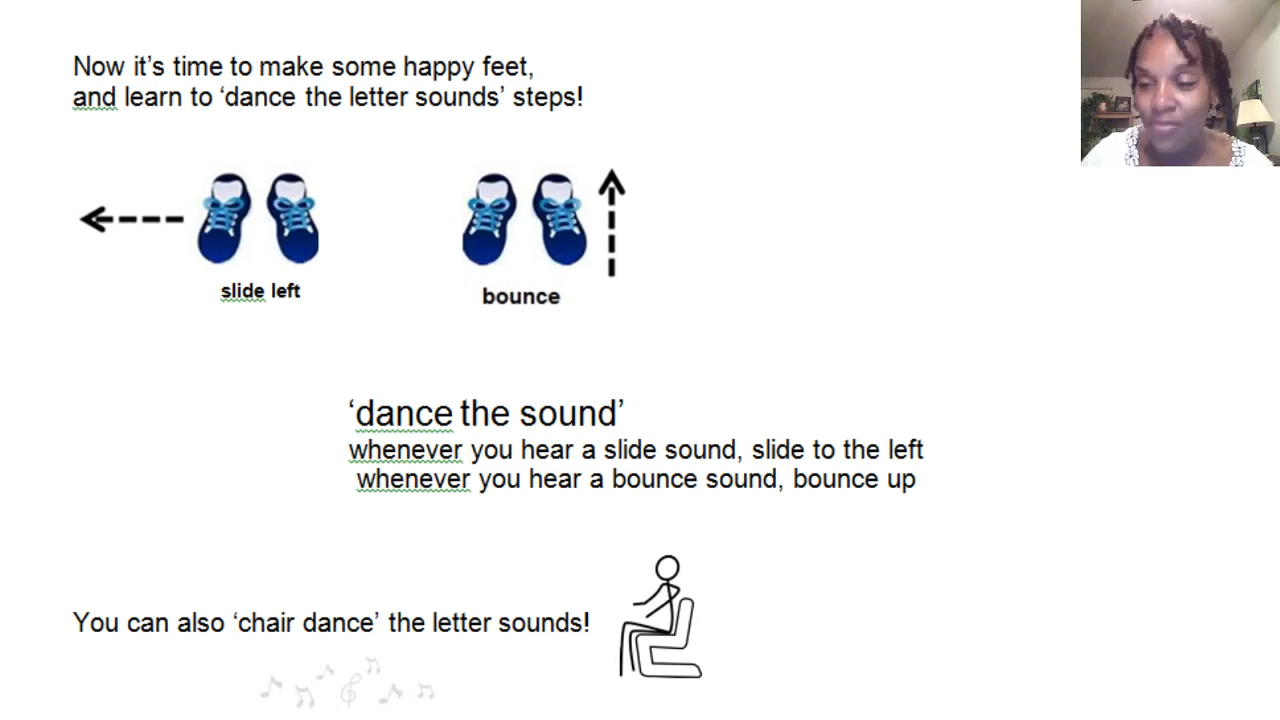 Now it's time to make some happy feet,
and learn to 'dance the letter sounds' steps!
slide left
bounce
'dance the sound'
whenever you hear a slide sound, slide to the left
whenever you hear a bounce sound, bounce up
You can also 'chair dance' the letter sounds!